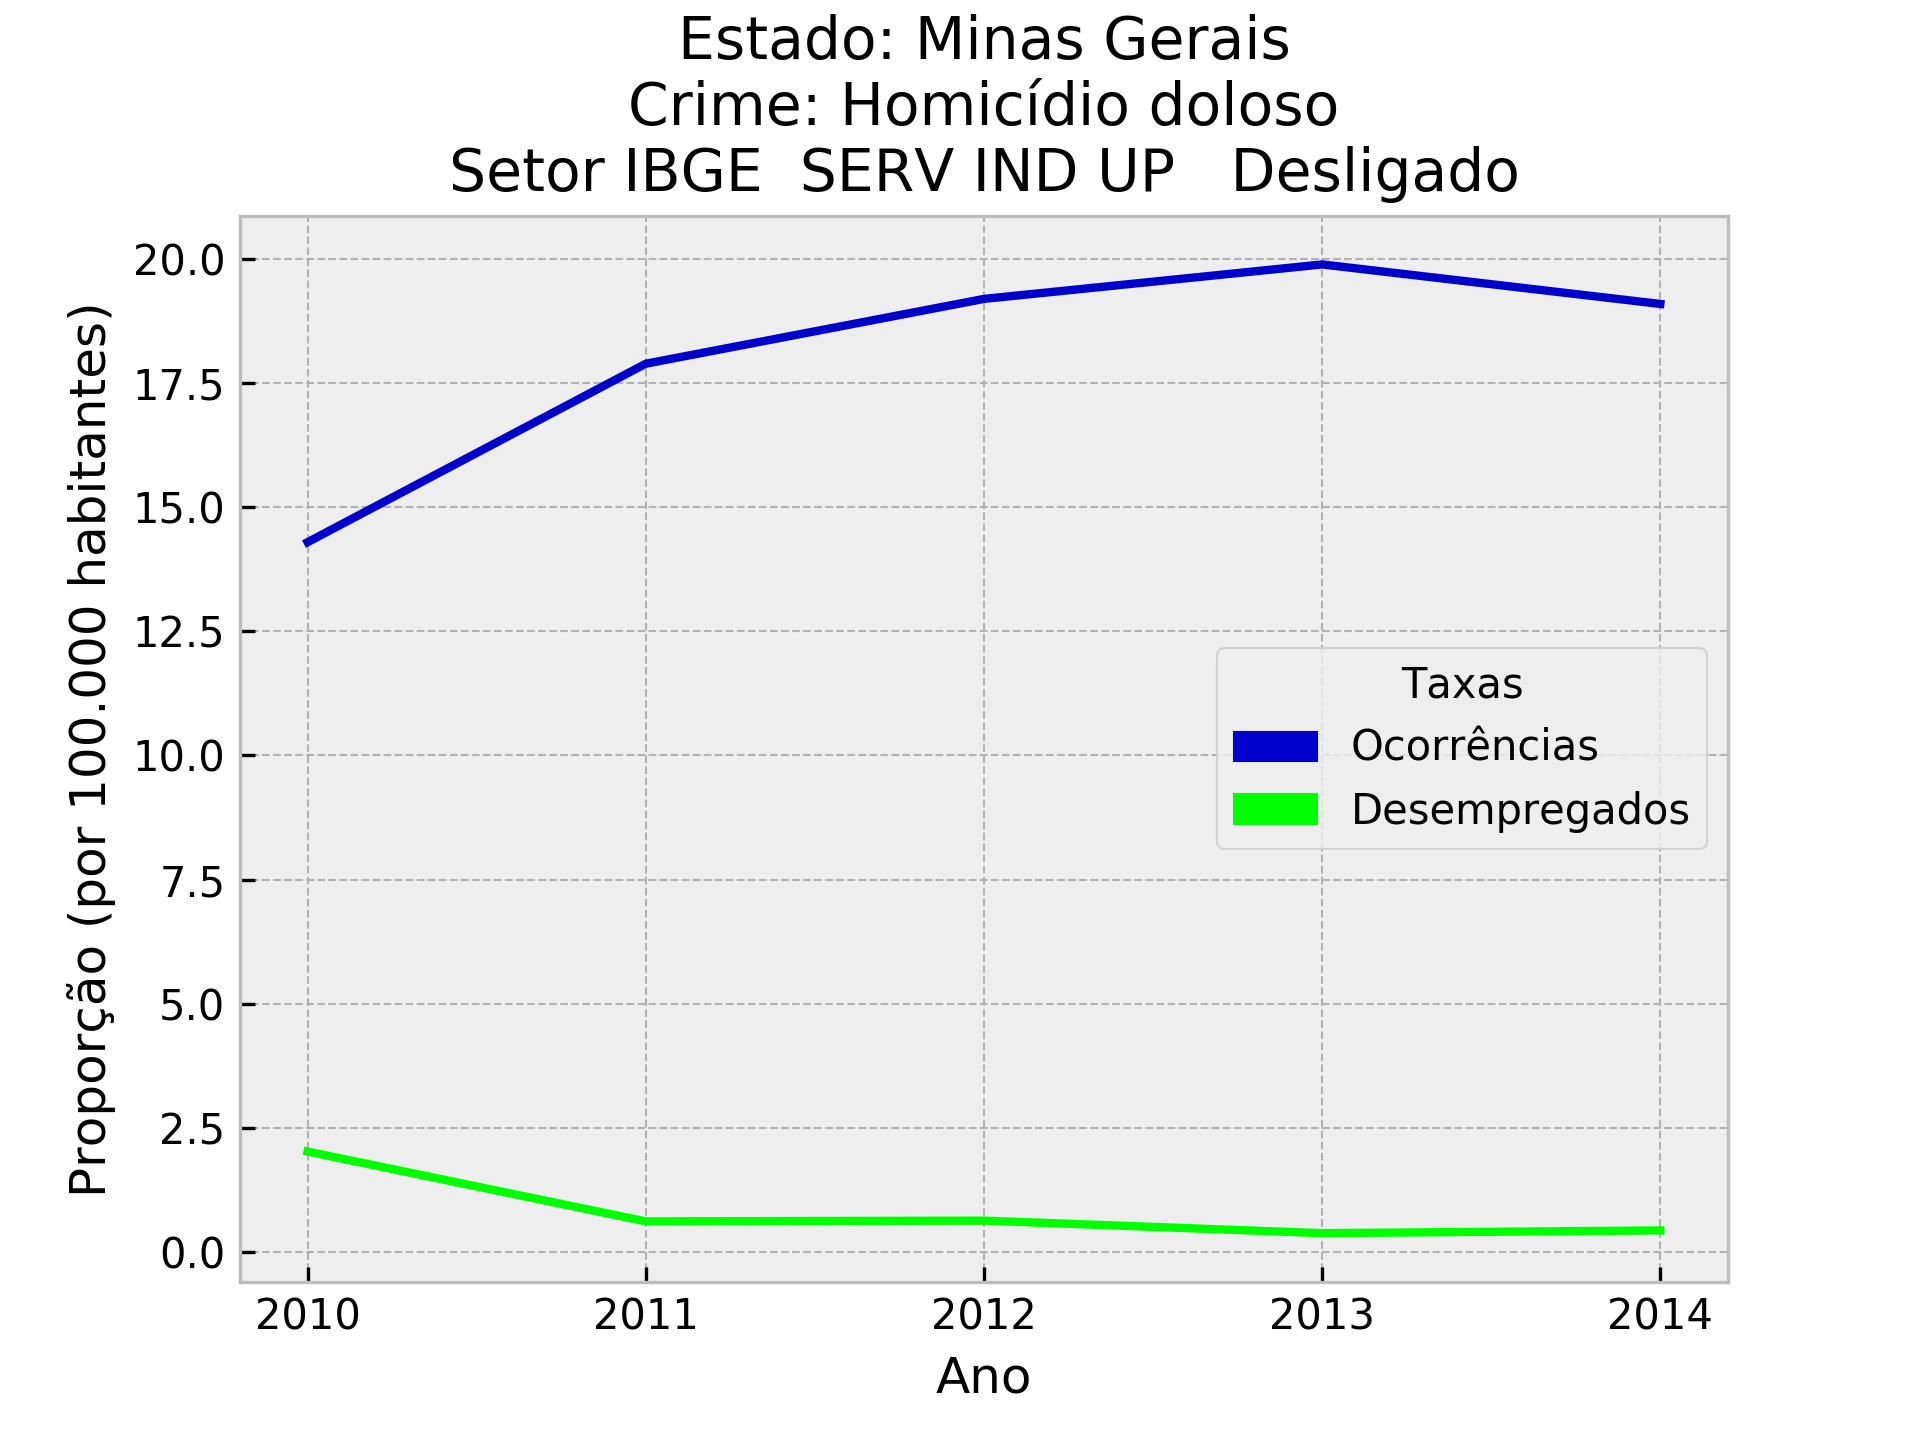 Estado: Minas Gerais
Crime: Homicídio doloso
Setor IBGE  SERV IND UP   Desligado
Proporção (por 100.000 habitantes)
20.0
17.5
15.0
12.5
10.0
7.5
5.0
2.5
0.0
Taxas
Ocorrências
Desempregados
2010 2011 2012 2013 2014
Ano